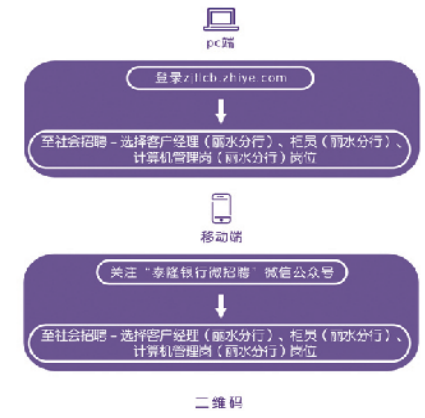 pc端
登录zjtlcb.zhiye.com
至社会招聘-选择客户经理（丽水分行）、柜员（丽水分行）、
计算机管理岗（丽水分行）岗位
移动端
关注“泰隆银行微招聘”微信公众号
至社会招聘-选择客户经理（丽水分行）、柜员（丽水分行）、
计算机管理岗（丽水分行）岗位
二维码